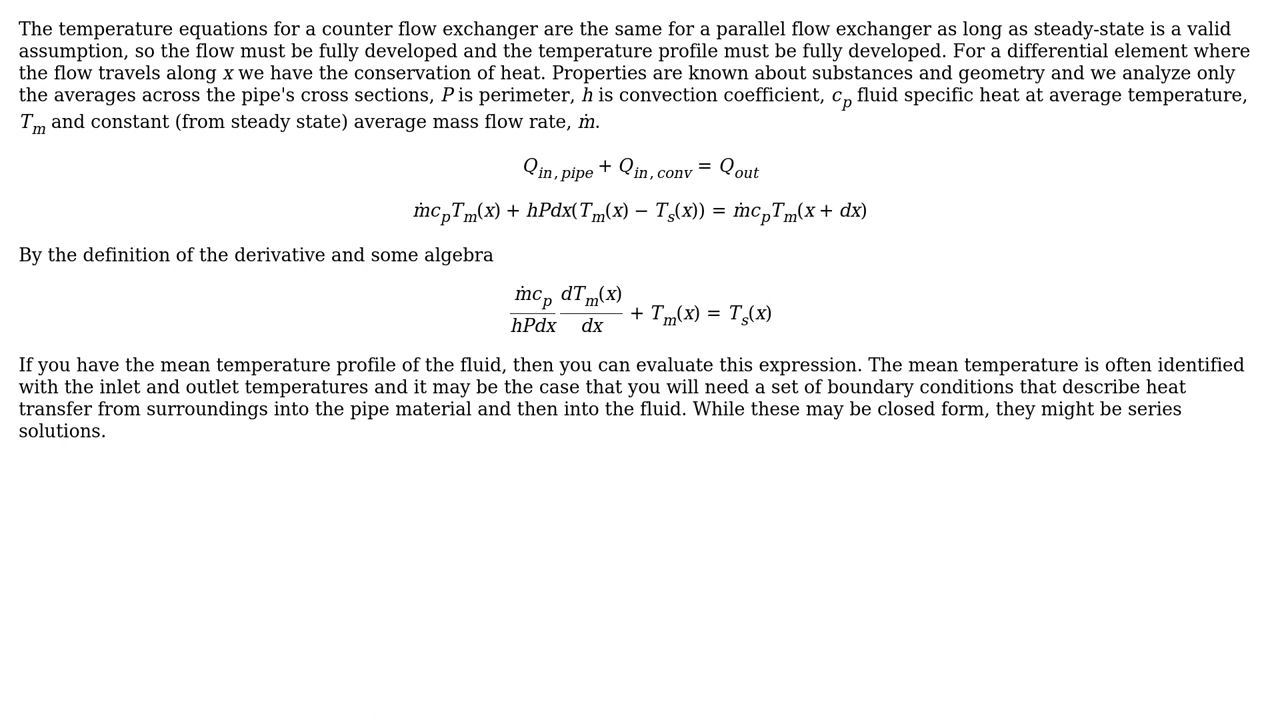 The temperature equations for a counter flow exchanger are the same for a parallel flow exchanger as long as steady-state is a valid
assumption, so the flow must be fully developed and the temperature profile must be fully developed. For a differential element where
the flow travels along x we have the conservation of heat. Properties are known about substances and geometry and we analyze only
the averages across the pipe's cross sections, P is perimeter, h is convection coefficient, c_p fluid specific heat at average temperature,
T_m and constant (from steady state) average mass flow rate, ṁ.
Q_{in, pipe} + Q_{in, conv} = Q_{out}
ṁc_pT_m(x) + hPdx(T_m(x) − T_s(x)) = ṁc_pT_m(x + dx)
By the definition of the derivative and some algebra
\frac{ṁc_p}{hPdx} \frac{dT_m(x)}{dx} + T_m(x) = T_s(x)
If you have the mean temperature profile of the fluid, then you can evaluate this expression. The mean temperature is often identified
with the inlet and outlet temperatures and it may be the case that you will need a set of boundary conditions that describe heat
transfer from surroundings into the pipe material and then into the fluid. While these may be closed form, they might be series
solutions.